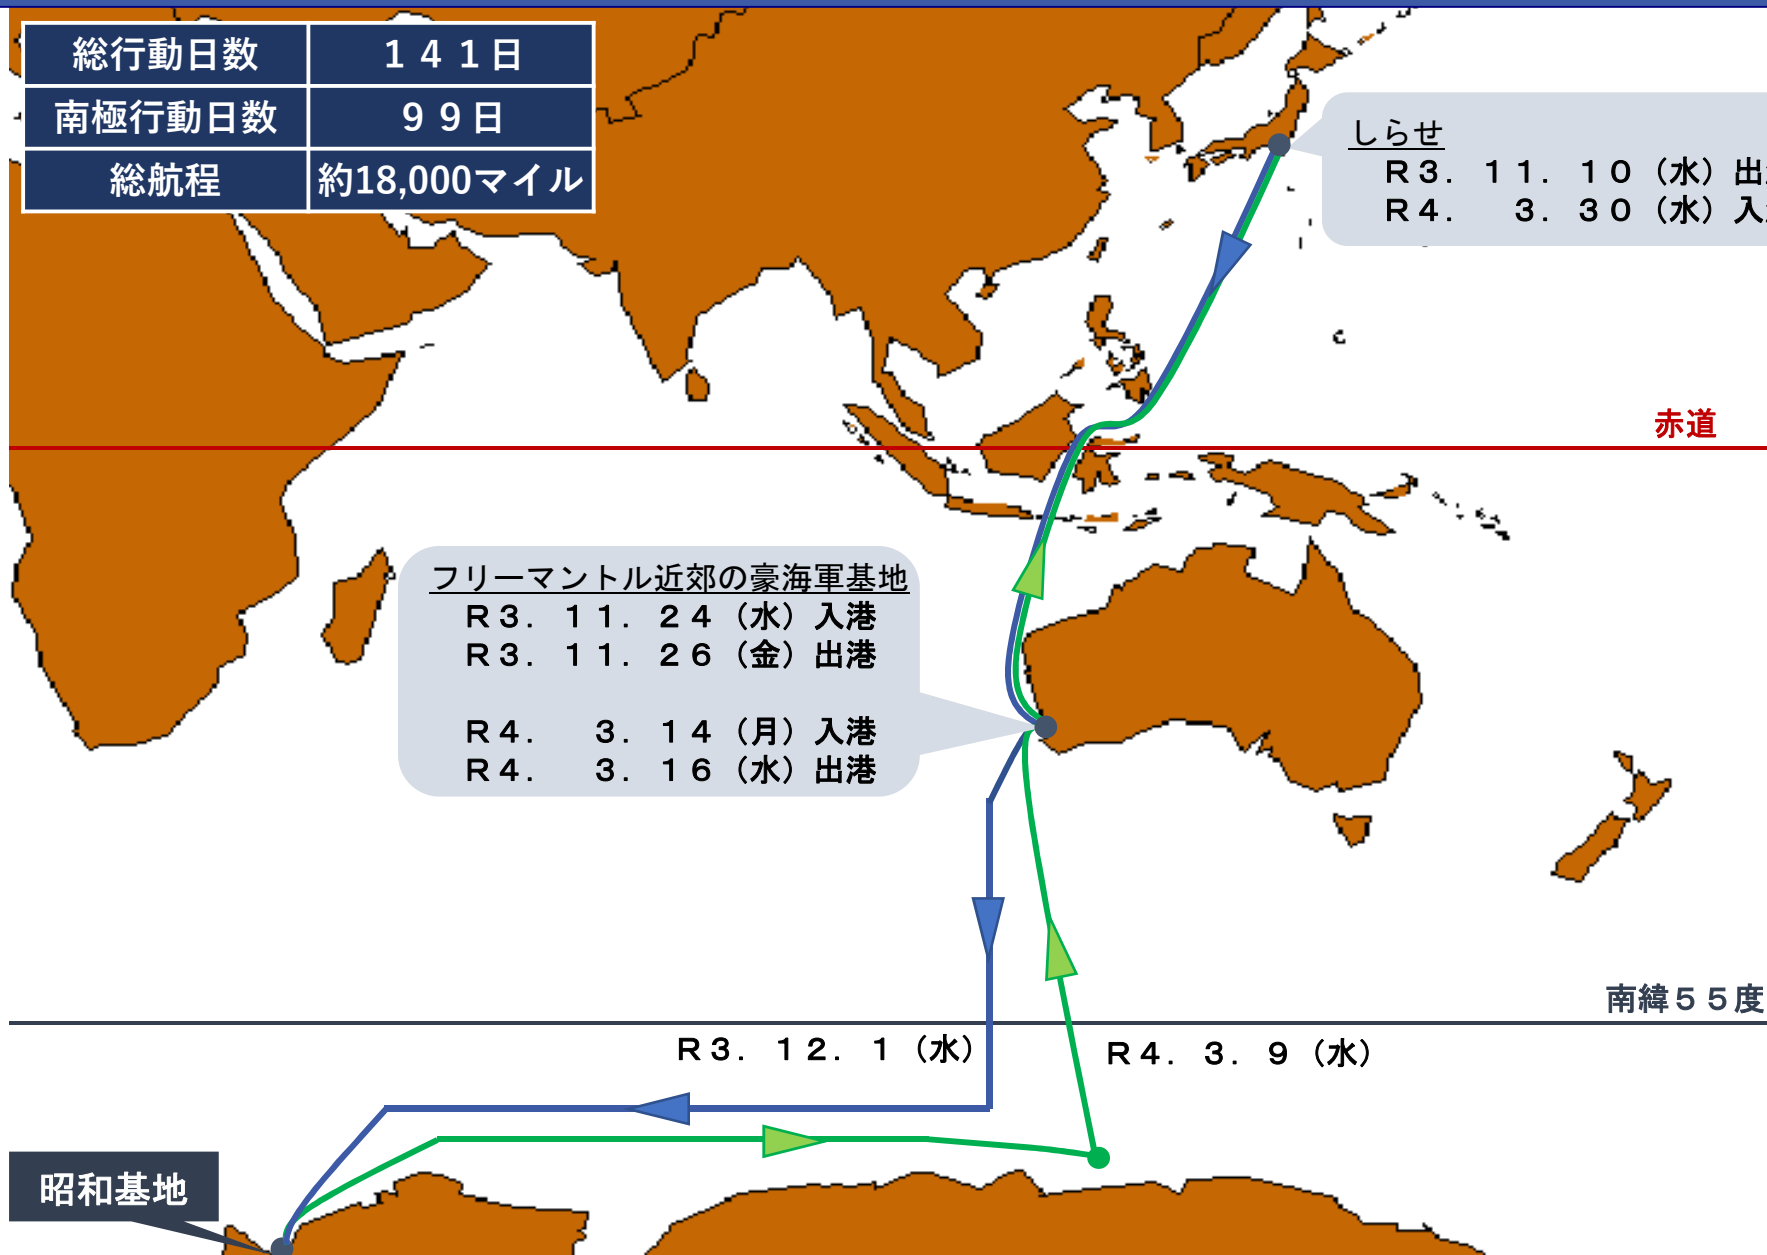 総行動日数 １４１日
南極行動日数 ９９日
総航程 約18,000マイル
しらせ
Ｒ３．１１．１０（水）出
Ｒ４．　３．３０（水）入
赤道
フリーマントル近郊の豪海軍基地
Ｒ３．１１．２４（水）入港
Ｒ３．１１．２６（金）出港
Ｒ４．　３．１４（月）入港
Ｒ４．　３．１６（水）出港
南緯５５度
Ｒ３．１２．１（水）
Ｒ４．３．９（水）
昭和基地